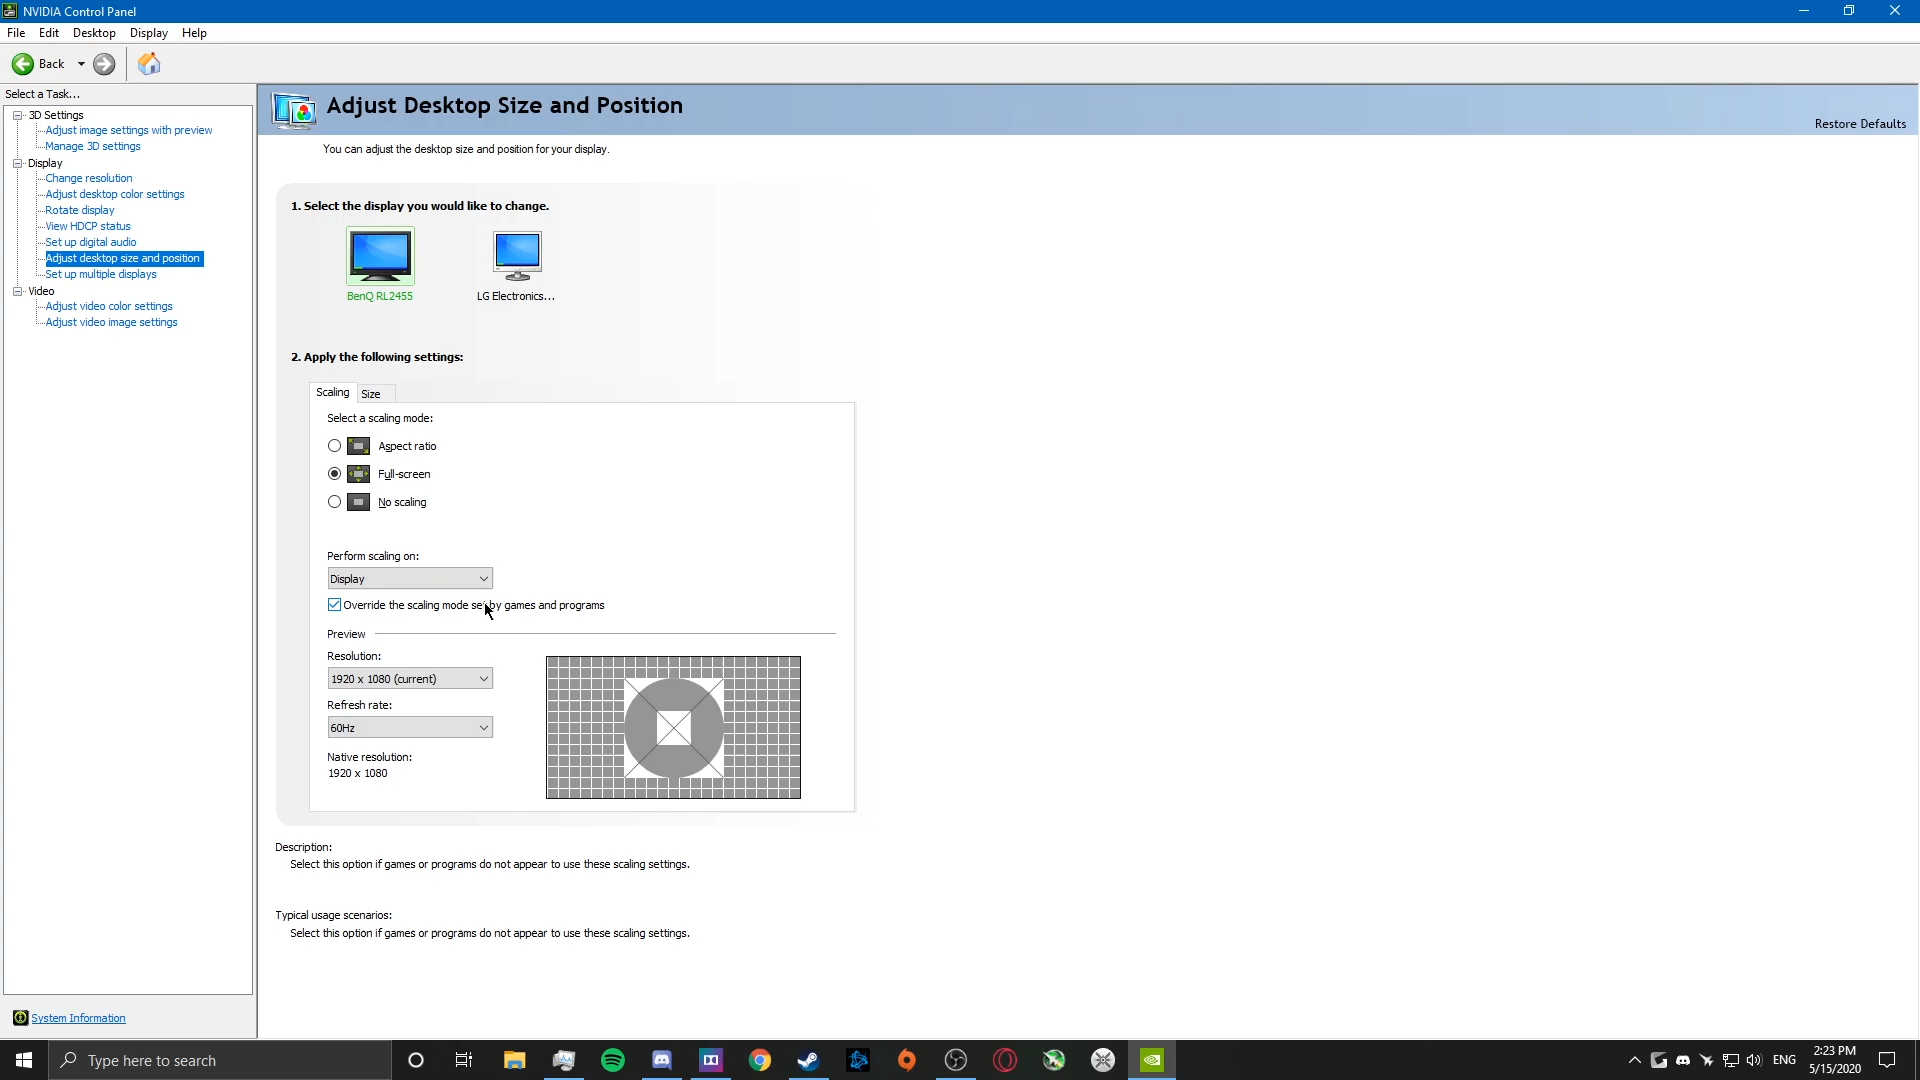 NVIDIA Control Panel
File Edit Desktop Display Help
Back
Select a Task...
3D Settings
Adjust image settings with preview
Manage 3D settings
Display
Change resolution
Adjust desktop color settings
Rotate display
View HDCP status
Set up digital audio
Adjust desktop size and position
Set up multiple displays
Video
Adjust video color settings
Adjust video image settings
System Information
Adjust Desktop Size and Position
Restore Defaults
You can adjust the desktop size and position for your display.
1. Select the display you would like to change.
BenQ RL2455 LG Electronics...
2. Apply the following settings:
Scaling Size
Select a scaling mode:
Aspect ratio
Full-screen
No scaling
Perform scaling on:
Display
Override the scaling mode set by games and programs
Preview
Resolution:
1920 x 1080 (current)
Refresh rate:
60Hz
Native resolution:
1920 x 1080
Description:
Select this option if games or programs do not appear to use these scaling settings.
Typical usage scenarios:
Select this option if games or programs do not appear to use these scaling settings.
Type here to search
ENG
2:23 PM
5/15/2020